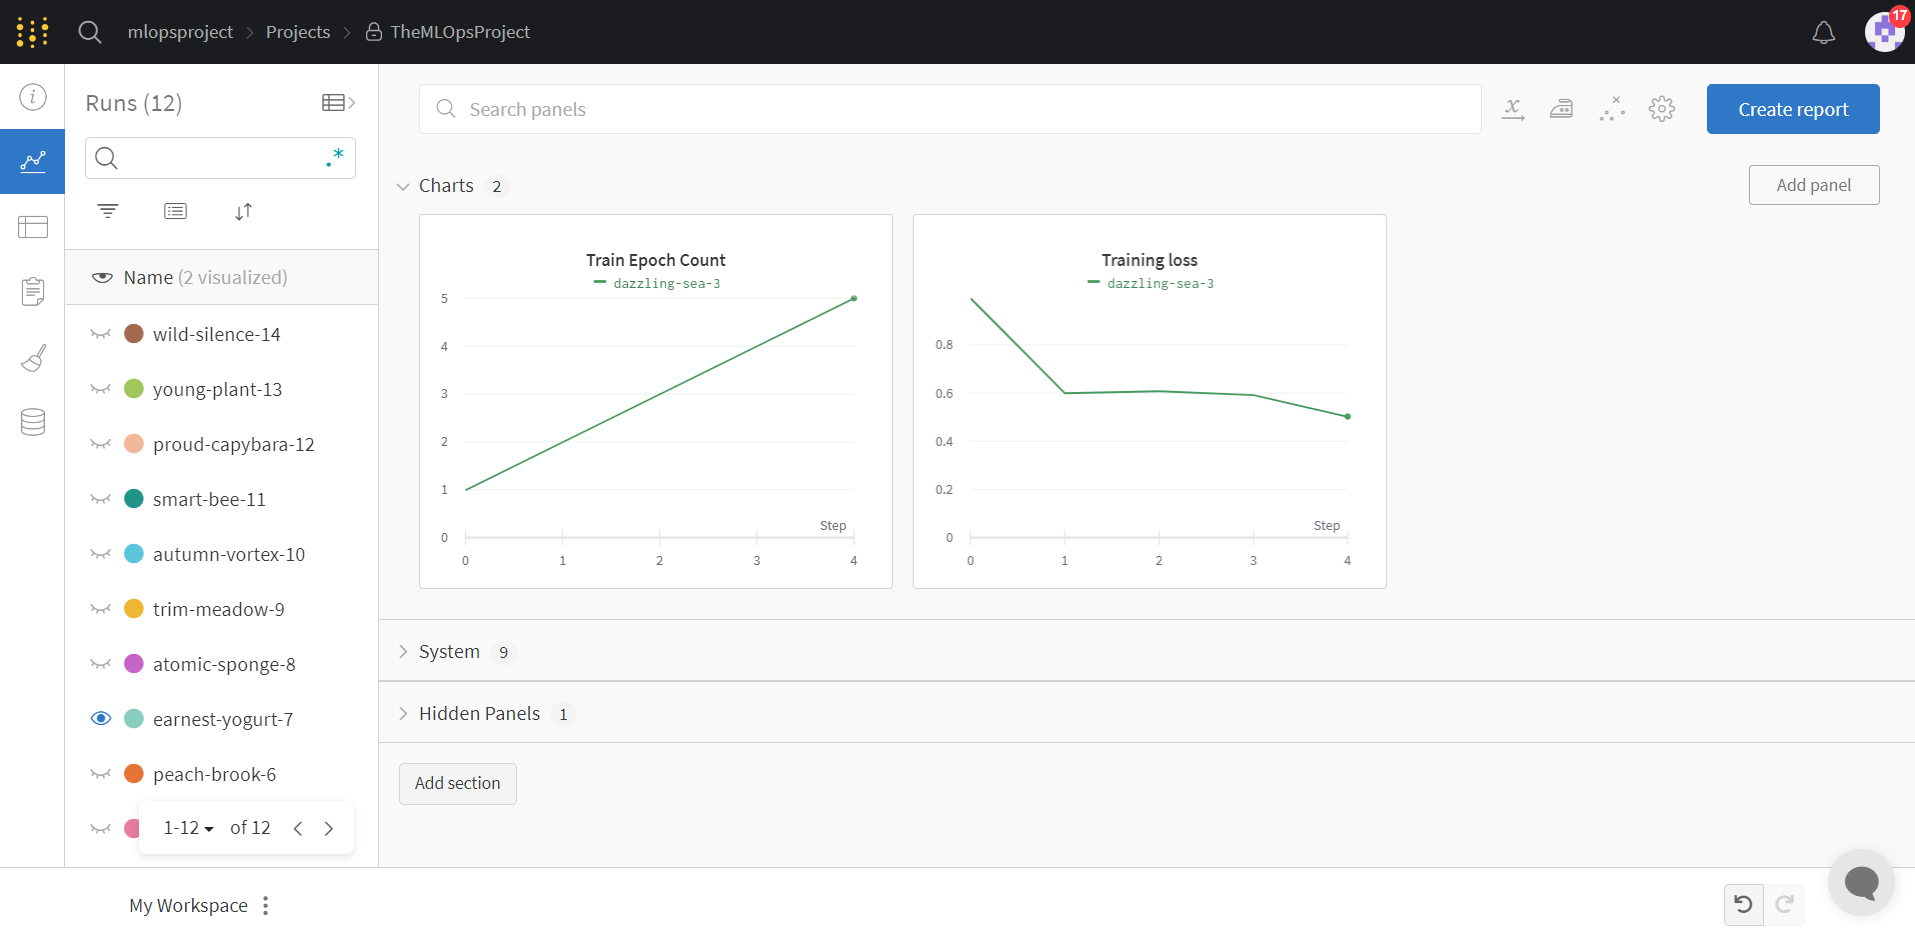 mlopsproject > Projects > TheMLOpsProject
17
Runs (12)
.*
Name (2 visualized)
wild-silence-14
young-plant-13
proud-capybara-12
smart-bee-11
autumn-vortex-10
trim-meadow-9
atomic-sponge-8
earnest-yogurt-7
peach-brook-6
1-12 of 12
Search panels
Create report
Charts 2
Add panel
Train Epoch Count
dazzling-sea-3
5
4
3
2
1
0
Step
0 1 2 3 4
Training loss
dazzling-sea-3
0.8
0.6
0.4
0.2
0
Step
0 1 2 3 4
System 9
Hidden Panels 1
Add section
My Workspace